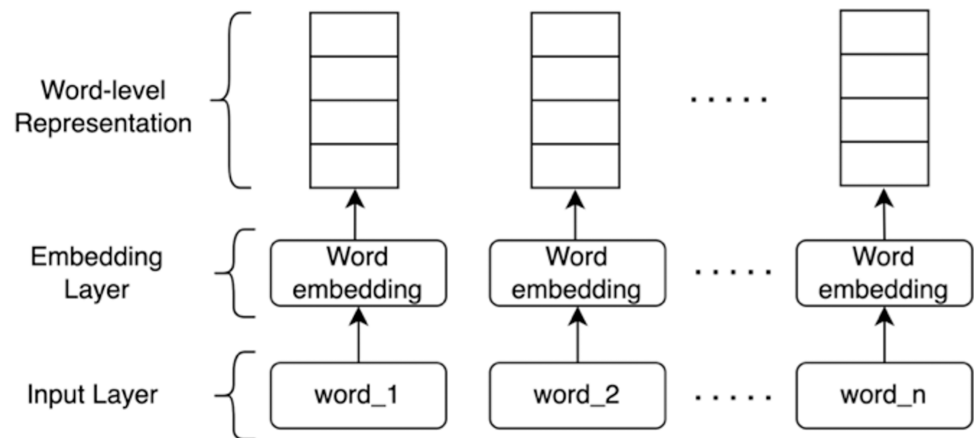 Word-level
Representation
. . . . .
Embedding
Layer
Word
embedding
Word
embedding
. . . . .
Word
embedding
Input Layer
word_1
word_2
. . . . .
word_n